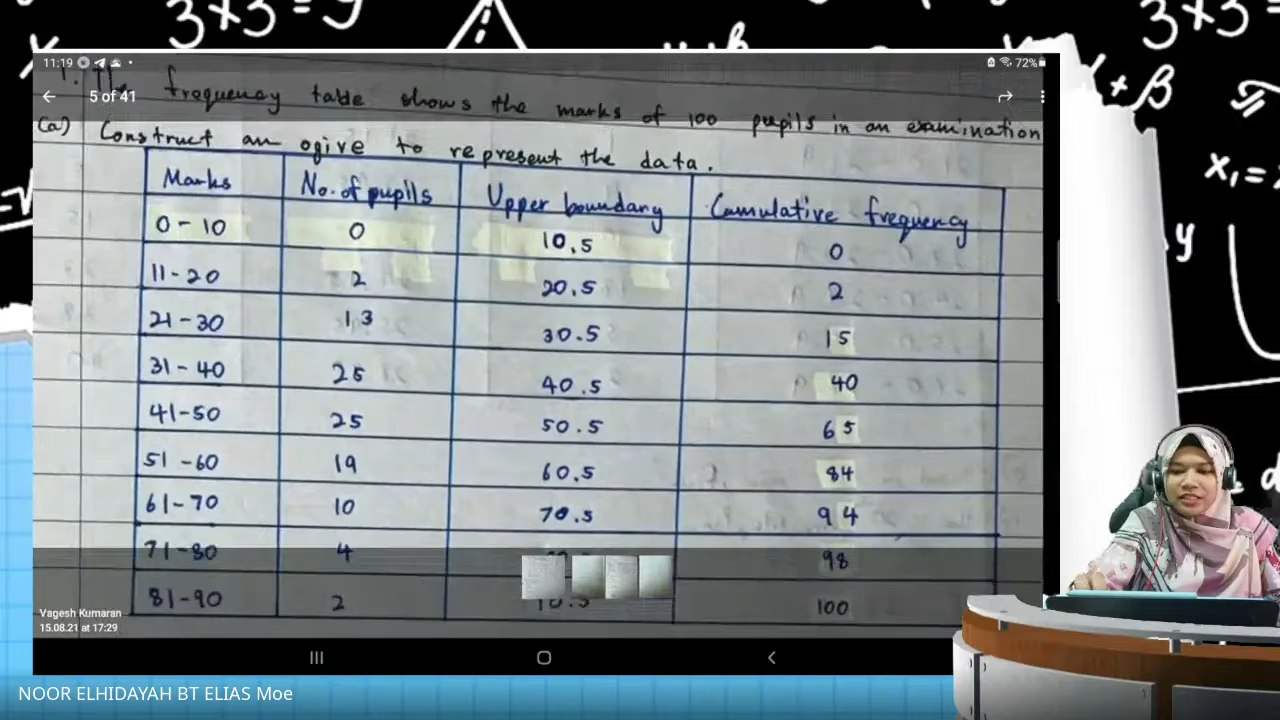 3×3=9
3×3=
11:19
72%
5 of 41
1. The frequency table shows the marks of 100 pupils in an examination
(a) Construct an ogive to represent the data.
Marks No. of pupils Upper boundary Cumulative frequency
0-10 0 10.5 0
11-20 2 20.5 2
21-30 13 30.5 15
31-40 25 40.5 40
41-50 25 50.5 65
51-60 19 60.5 84
61-70 10 70.5 94
71-80 4 98
81-90 2 100
Vagesh Kumaran
15.08.21 at 17:29
NOOR ELHIDAYAH BT ELIAS Moe